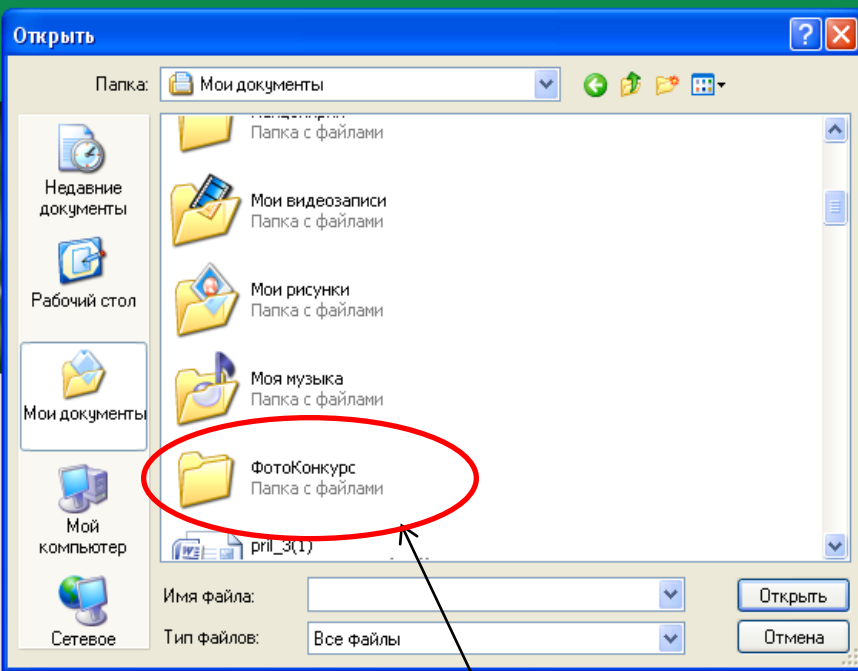 Открыть
Папка:
Мои документы
Папка с файлами
Мои видеозаписи
Папка с файлами
Мои рисунки
Папка с файлами
Моя музыка
Папка с файлами
ФотоКонкурс
Папка с файлами
pril_3(1)
Недавние
документы
Рабочий стол
Мои документы
Мой
компьютер
Сетевое
Имя файла:
Открыть
Тип файлов:
Все файлы
Отмена